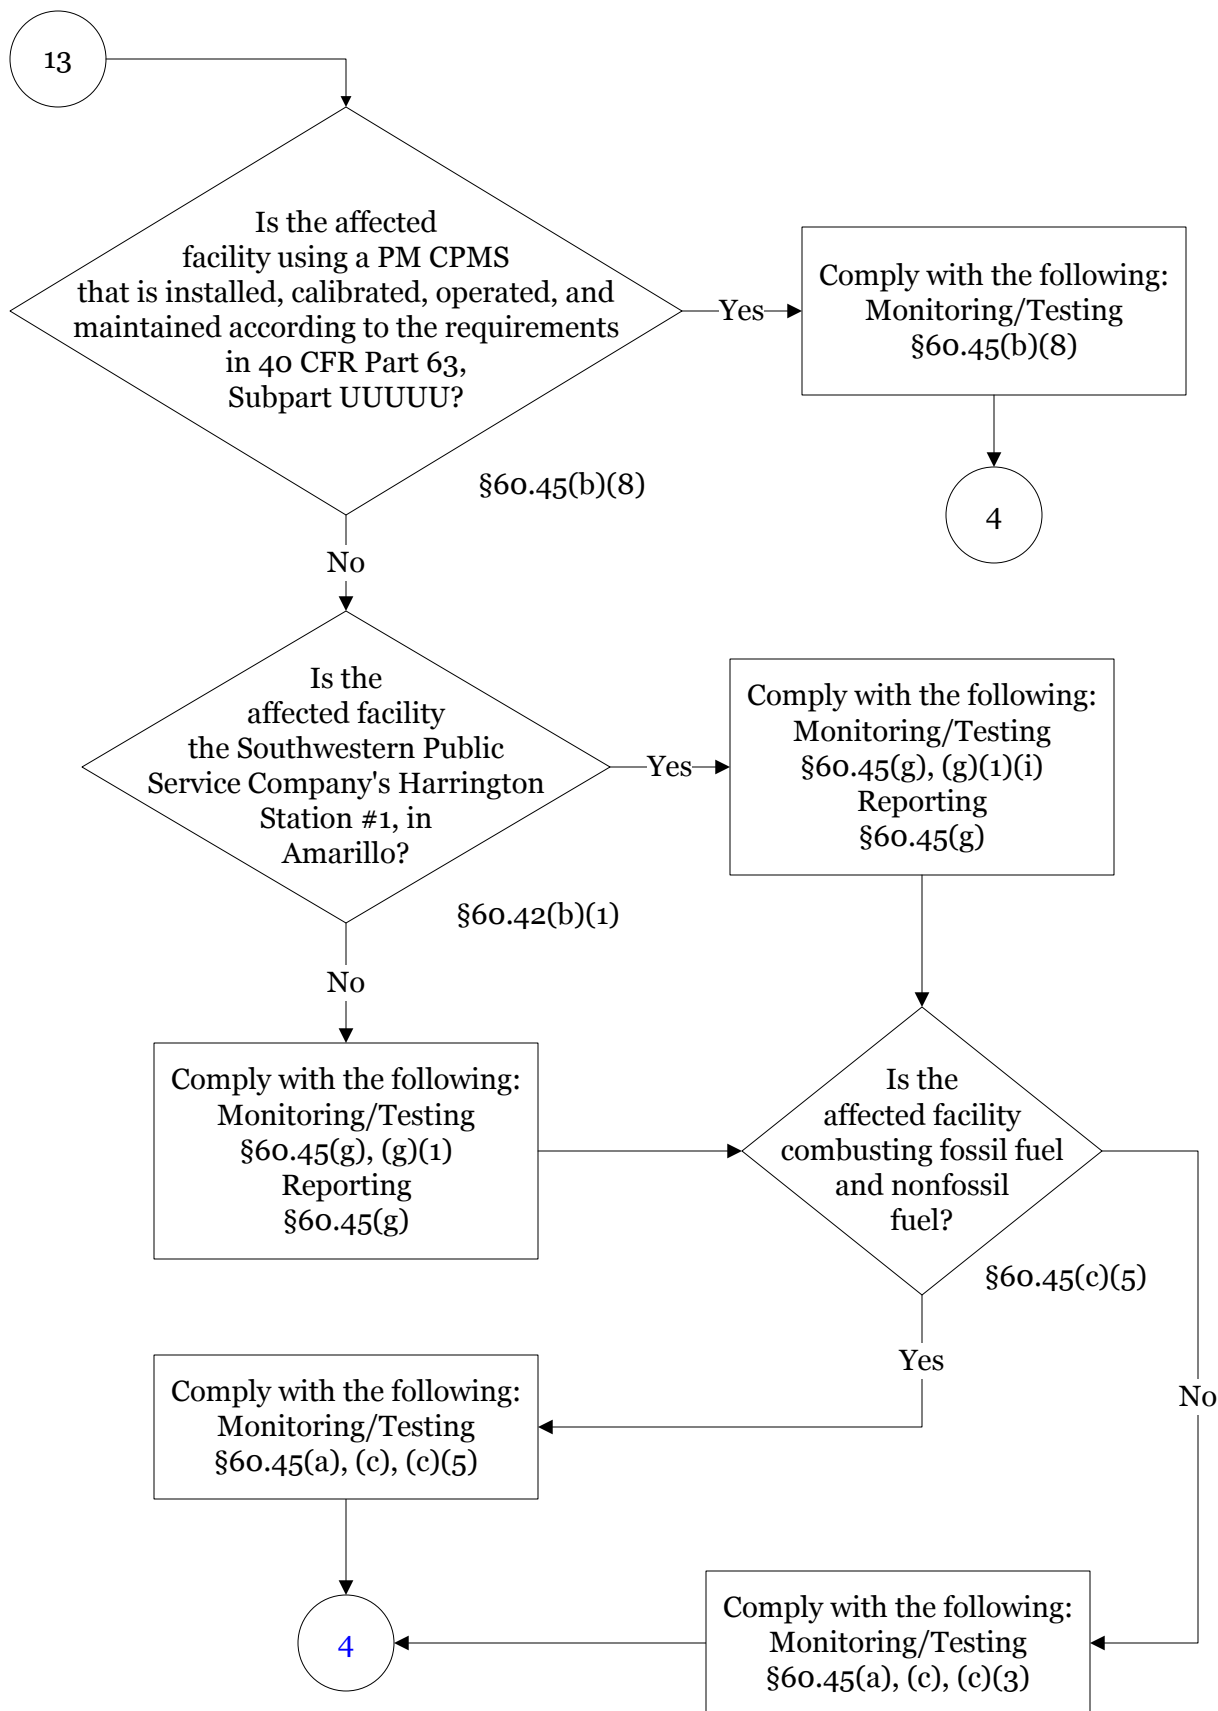 13
Is the affected
facility using a PM CPMS
that is installed, calibrated, operated, and
maintained according to the requirements
in 40 CFR Part 63,
Subpart UUUUU?
§60.45(b)(8)
Yes
Comply with the following:
Monitoring/Testing
§60.45(b)(8)
4
No
Is the
affected facility
the Southwestern Public
Service Company's Harrington
Station #1, in
Amarillo?
§60.42(b)(1)
Yes
Comply with the following:
Monitoring/Testing
§60.45(g), (g)(1)(i)
Reporting
§60.45(g)
No
Comply with the following:
Monitoring/Testing
§60.45(g), (g)(1)
Reporting
§60.45(g)
Is the
affected facility
combusting fossil fuel
and nonfossil
fuel?
§60.45(c)(5)
Yes
No
Comply with the following:
Monitoring/Testing
§60.45(a), (c), (c)(5)
4
Comply with the following:
Monitoring/Testing
§60.45(a), (c), (c)(3)